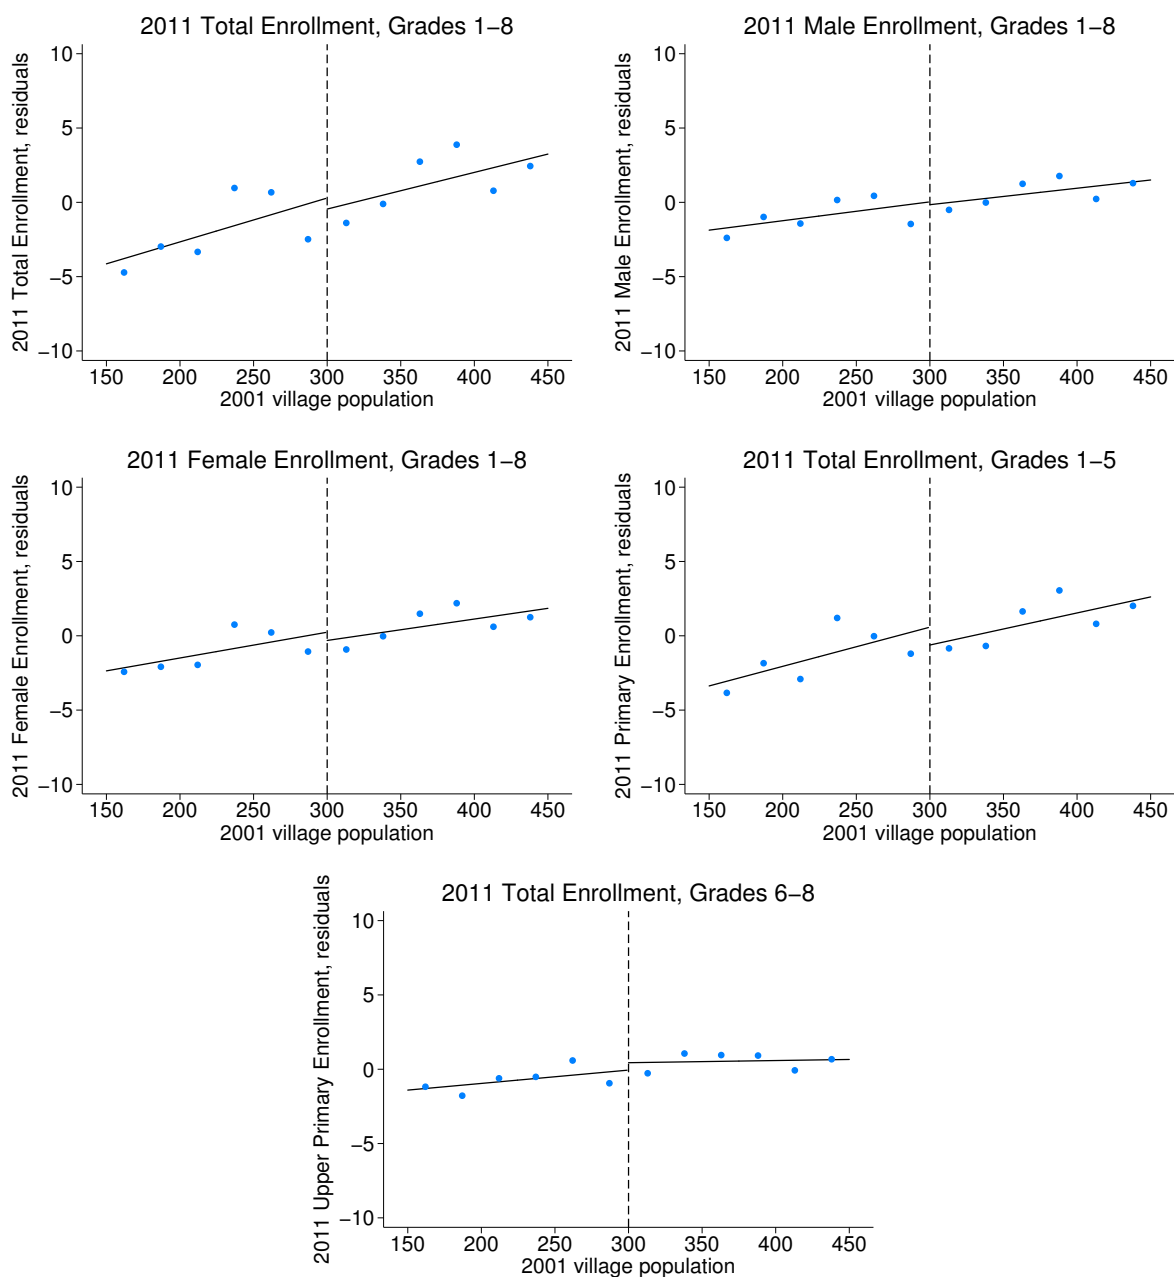 2011 Total Enrollment, Grades 1−8
2011 Total Enrollment, residuals
10
5
0
−5
−10
150 200 250 300 350 400 450
2001 village population
2011 Male Enrollment, Grades 1−8
2011 Male Enrollment, residuals
10
5
0
−5
−10
150 200 250 300 350 400 450
2001 village population
2011 Female Enrollment, Grades 1−8
2011 Female Enrollment, residuals
10
5
0
−5
−10
150 200 250 300 350 400 450
2001 village population
2011 Total Enrollment, Grades 1−5
2011 Primary Enrollment, residuals
10
5
0
−5
−10
150 200 250 300 350 400 450
2001 village population
2011 Total Enrollment, Grades 6−8
2011 Upper Primary Enrollment, residuals
10
5
0
−5
−10
150 200 250 300 350 400 450
2001 village population